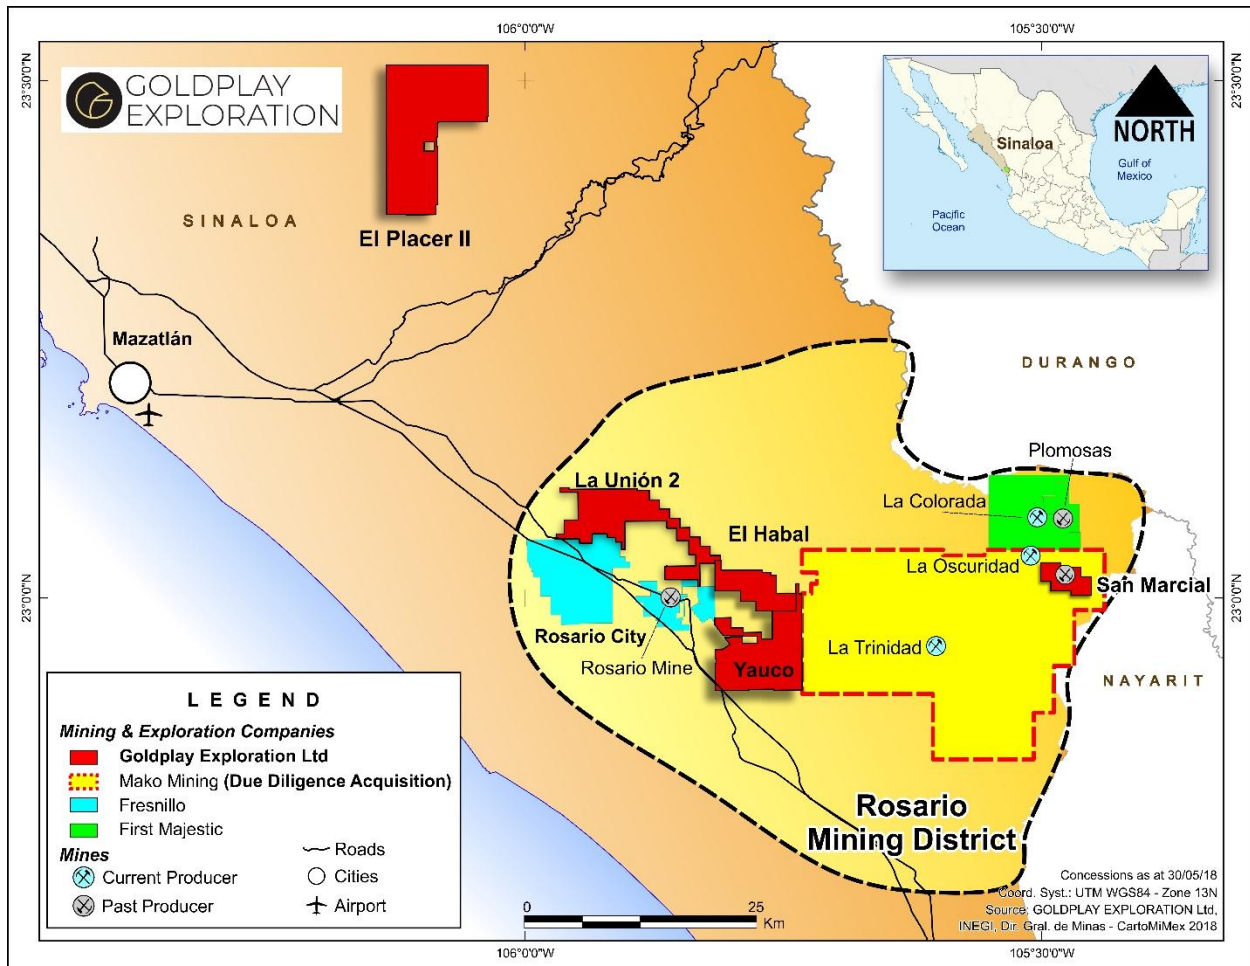 106°0'0"W
105°30'0"W
23°30'0"N
23°30'0"N
GOLDPLAY
EXPLORATION
NORTH
Sinaloa
Gulf of
Mexico
Pacific
Ocean
SINALOA
El Placer II
Mazatlán
DURANGO
Plomosas
La Unión 2
La Colorada
El Habal
La Oscuridad
San Marcial
23°0'0"N
23°0'0"N
Rosario City
La Trinidad
Rosario Mine
Yauco
NAYARIT
LEGEND
Mining & Exploration Companies
Goldplay Exploration Ltd
Mako Mining (Due Diligence Acquisition)
Fresnillo
First Majestic
Mines
Current Producer
Past Producer
Roads
Cities
Airport
Rosario
Mining District
0 25
Km
Concessions as at 30/05/18
Coord. Syst.: UTM WGS84 - Zone 13N
Source: GOLDPLAY EXPLORATION Ltd,
INEGI, Dir. Gral. de Minas - CartoMiMex 2018
106°0'0"W
105°30'0"W